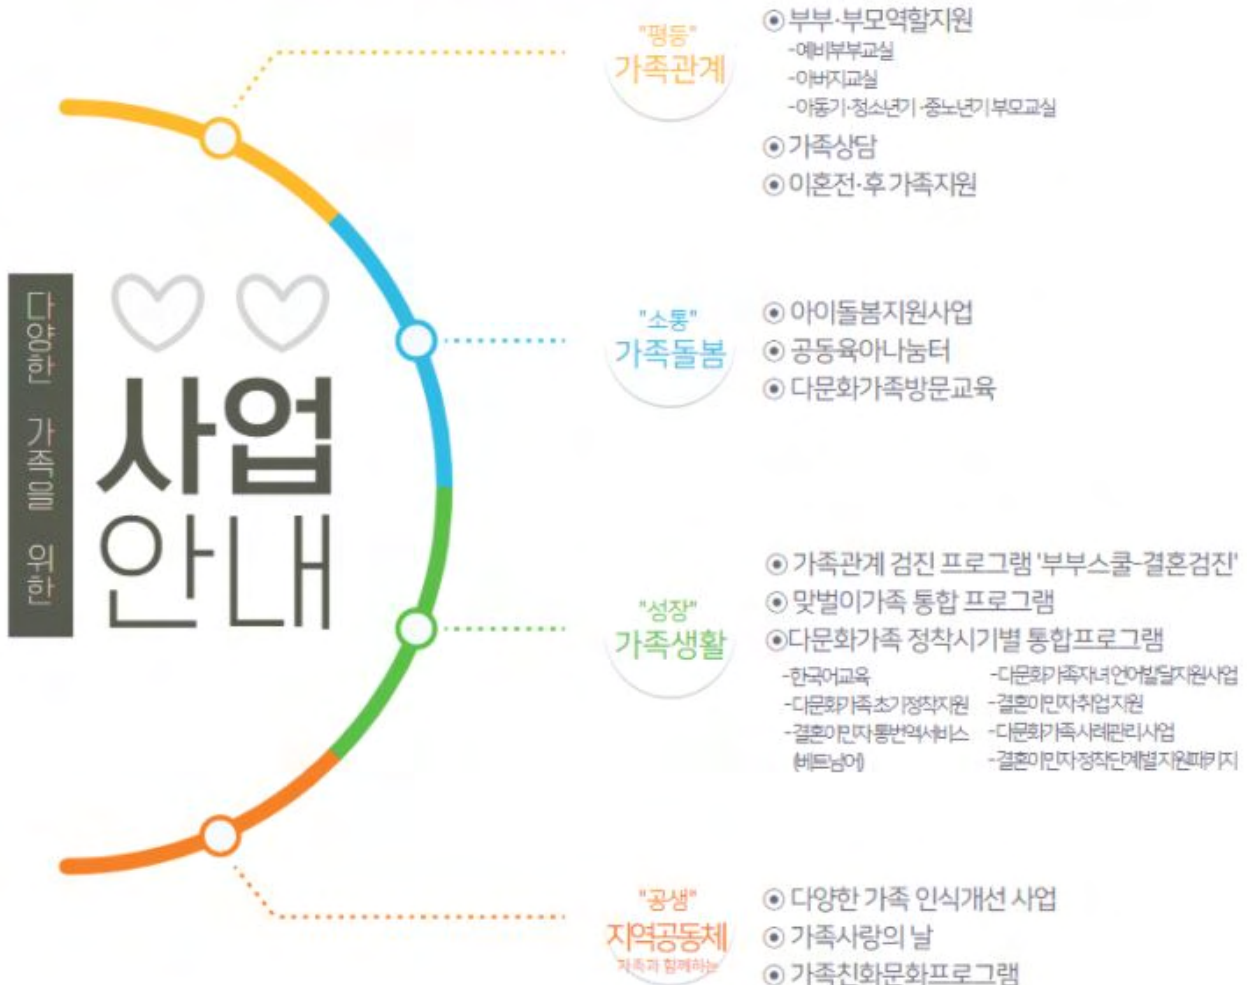 다양한 가족을 위한
사업
안내
"평등"
가족관계
⦿ 부부·부모역할지원
-예비부부교실
-아버지교실
-아동기·청소년기·중노년기 부모교실
⦿ 가족상담
⦿ 이혼전·후 가족지원
"소통"
가족돌봄
⦿ 아이돌봄지원사업
⦿ 공동육아나눔터
⦿ 다문화가족방문교육
"성장"
가족생활
⦿ 가족관계 검진 프로그램 '부부스쿨-결혼검진'
⦿ 맞벌이가족 통합 프로그램
⦿다문화가족 정착시기별 통합프로그램
-한국어교육
-다문화가족 초기정착지원
-결혼이민자 통번역서비스
(베트남어)
-다문화가족자녀 언어발달지원사업
-결혼이민자 취업 지원
-다문화가족 사례관리사업
-결혼이민자 정착단계별 지원패키지
"공생"
지역공동체
가족과 함께하는
⦿ 다양한 가족 인식개선 사업
⦿ 가족사랑의 날
⦿ 가족친화문화프로그램